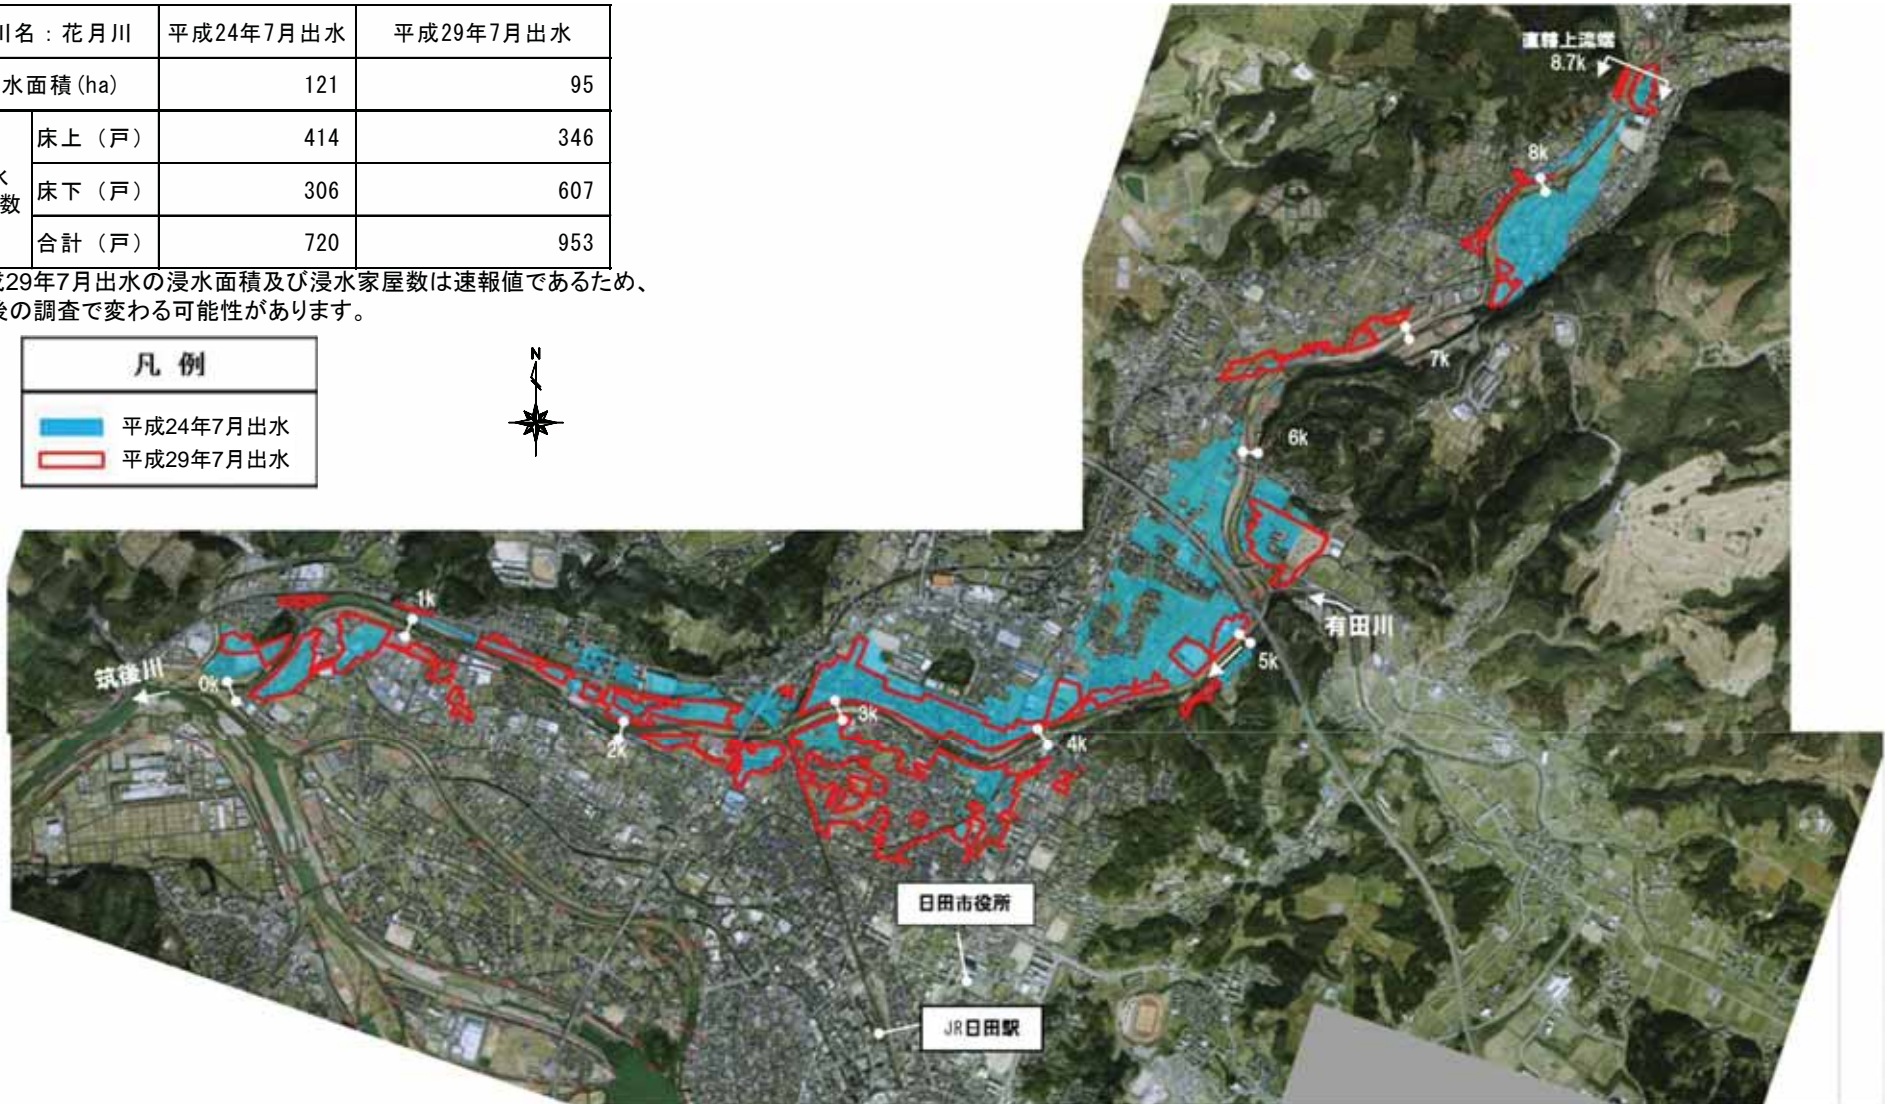 川名：花月川 平成24年7月出水 平成29年7月出水
水面積(ha) 121 95
床上（戸） 414 346
水
数
床下（戸） 306 607
合計（戸） 720 953
29年7月出水の浸水面積及び浸水家屋数は速報値であるため、
後の調査で変わる可能性があります。
凡例
平成24年7月出水
平成29年7月出水
N
直轄上流端
8.7k
8k
7k
6k
有田川
5k
1k
筑後川
0k
3k
4k
2k
日田市役所
JR日田駅